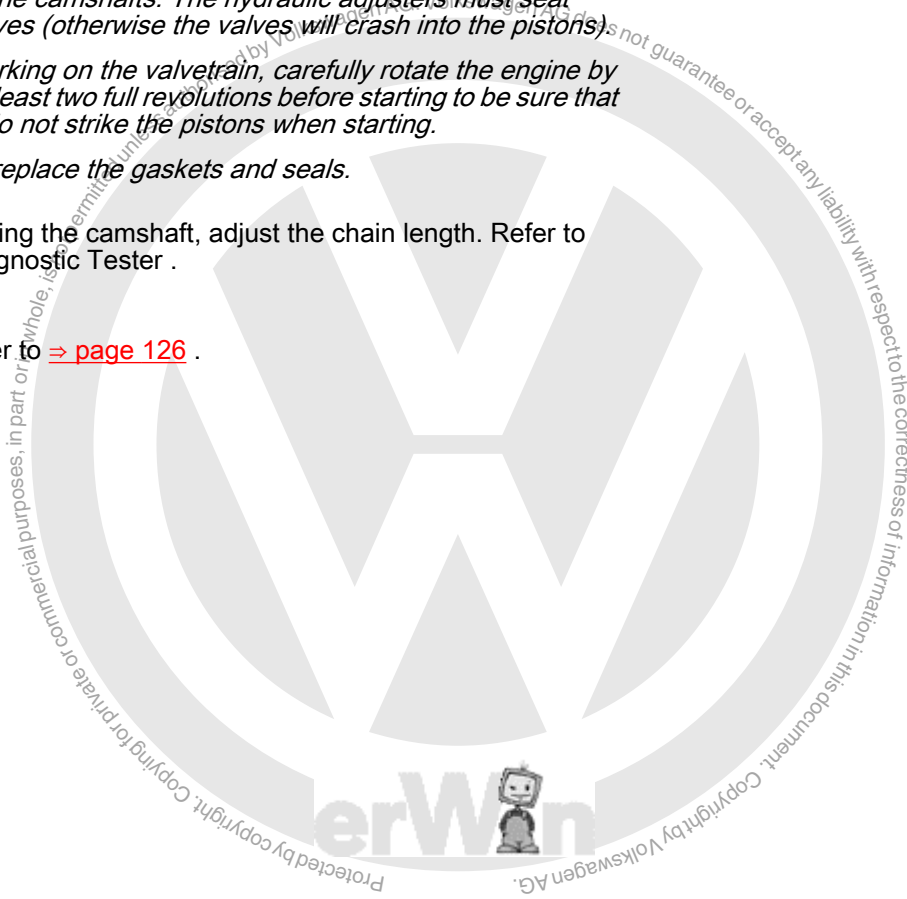 he camshafts. The hydraulic adjusters must seat
ves (otherwise the valves will crash into the pistons).
rking on the valvetrain, carefully rotate the engine by
least two full revolutions before starting to be sure that
o not strike the pistons when starting.
replace the gaskets and seals.
ing the camshaft, adjust the chain length. Refer to
gnostic Tester .
er to ⇒ page 126 .
erWin
Protected by copyright. Copying for private or commercial purposes, in part or in whole, is not permitted unless authorised by Volkswagen AG. Volkswagen AG does not guarantee or accept any liability with respect to the correctness of information in this document. Copyright by Volkswagen AG.